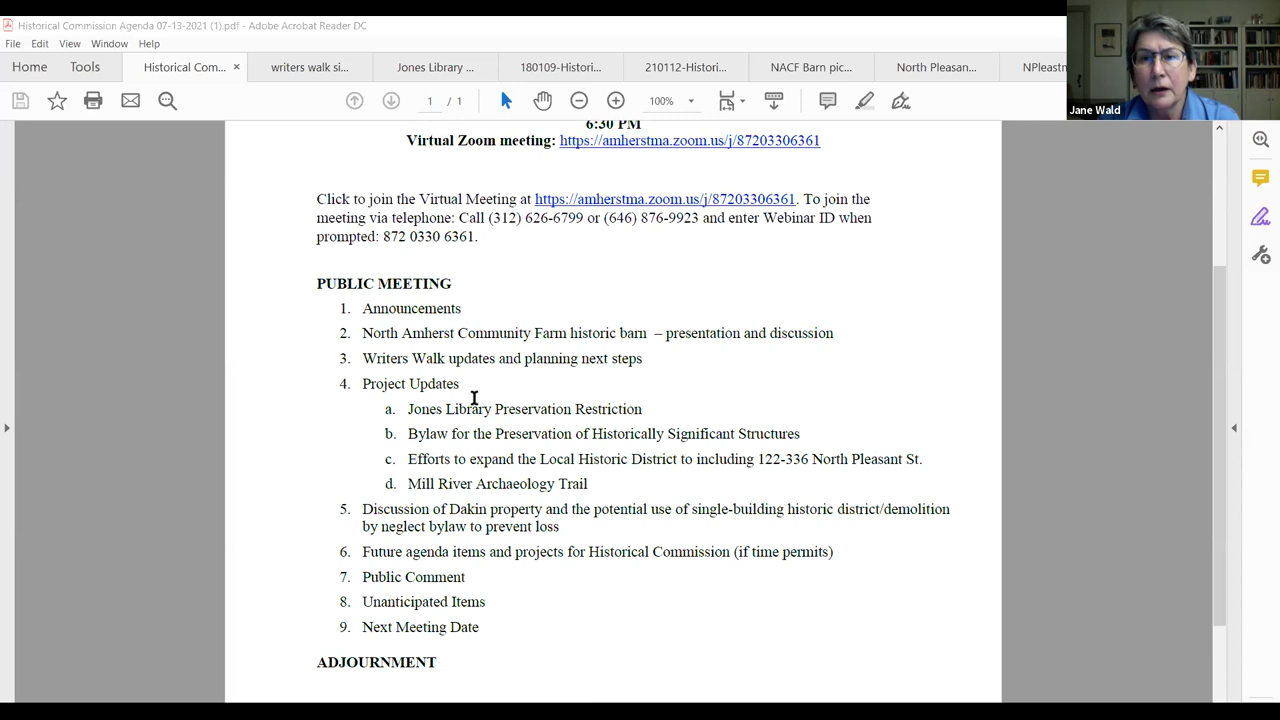 Historical Commission Agenda 07-13-2021 (1).pdf - Adobe Acrobat Reader DC
File Edit View Window Help
Home Tools Historical Com... × writers walk si... Jones Library ... 180109-Histori... 210112-Histori... NACF Barn pic... North Pleasan... NPleastn
1 / 1 100%
Jane Wald
6:30 PM
Virtual Zoom meeting: https://amherstma.zoom.us/j/87203306361
Click to join the Virtual Meeting at https://amherstma.zoom.us/j/87203306361. To join the
meeting via telephone: Call (312) 626-6799 or (646) 876-9923 and enter Webinar ID when
prompted: 872 0330 6361.
PUBLIC MEETING
1. Announcements
2. North Amherst Community Farm historic barn – presentation and discussion
3. Writers Walk updates and planning next steps
4. Project Updates
a. Jones Library Preservation Restriction
b. Bylaw for the Preservation of Historically Significant Structures
c. Efforts to expand the Local Historic District to including 122-336 North Pleasant St.
d. Mill River Archaeology Trail
5. Discussion of Dakin property and the potential use of single-building historic district/demolition
by neglect bylaw to prevent loss
6. Future agenda items and projects for Historical Commission (if time permits)
7. Public Comment
8. Unanticipated Items
9. Next Meeting Date
ADJOURNMENT